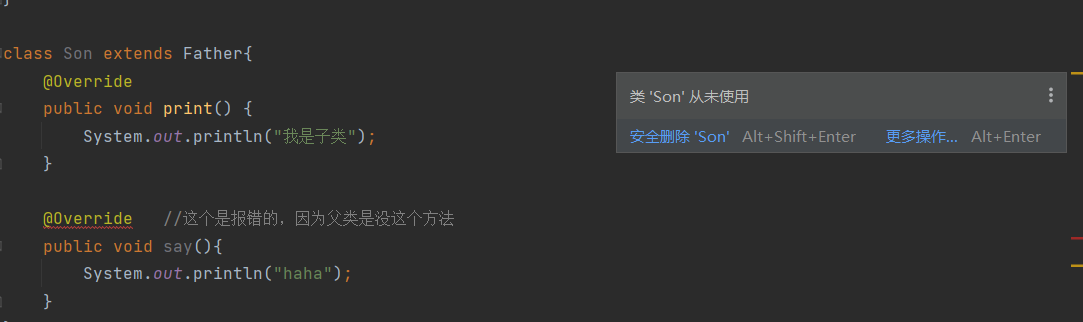 class Son extends Father{
@Override
public void print() {
System.out.println("我是子类");
}
@Override //这个是报错的，因为父类是没这个方法
public void say(){
System.out.println("haha");
}
类 'Son' 从未使用
安全删除 'Son' Alt+Shift+Enter 更多操作... Alt+Enter